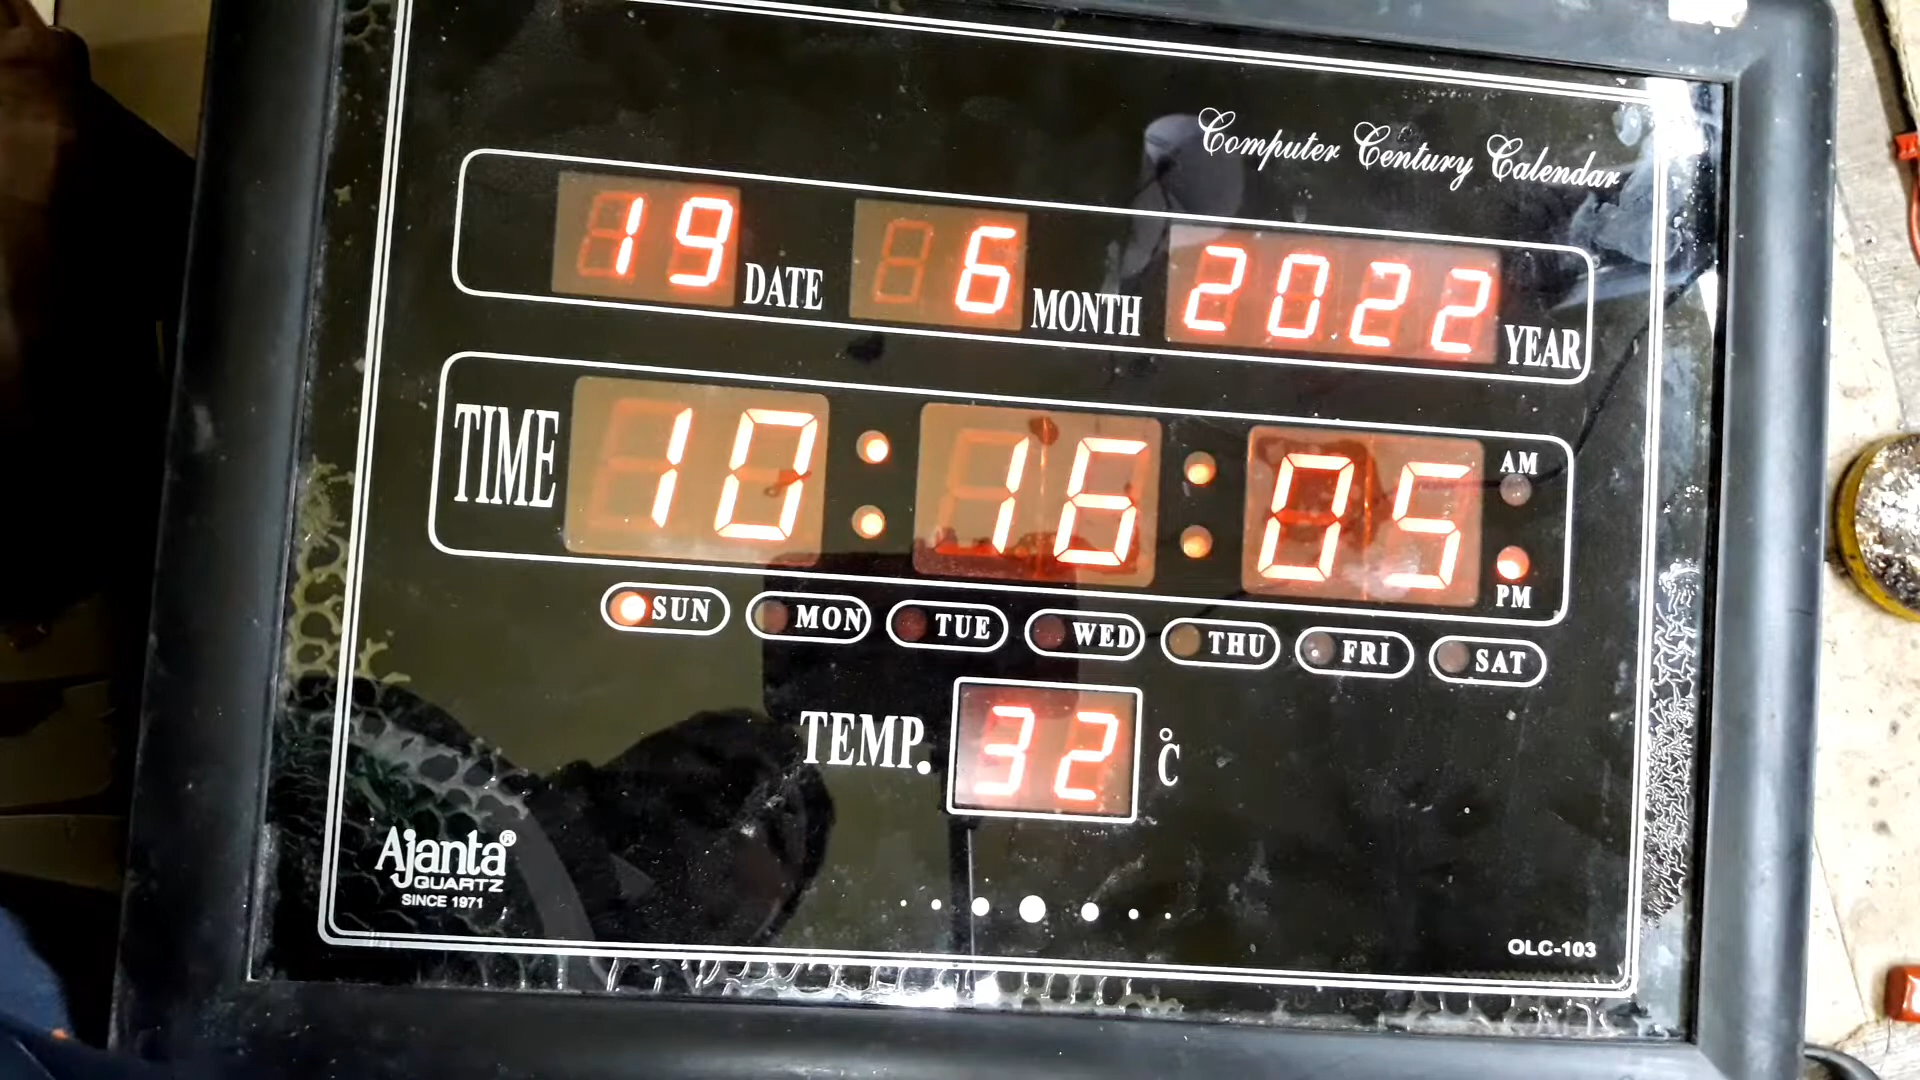 Computer Century Calendar
19 DATE 6 MONTH 2022 YEAR
TIME 10:16:05 AM PM
SUN MON TUE WED THU FRI SAT
TEMP. 32 °C
Ajanta®
QUARTZ
SINCE 1971
OLC-103